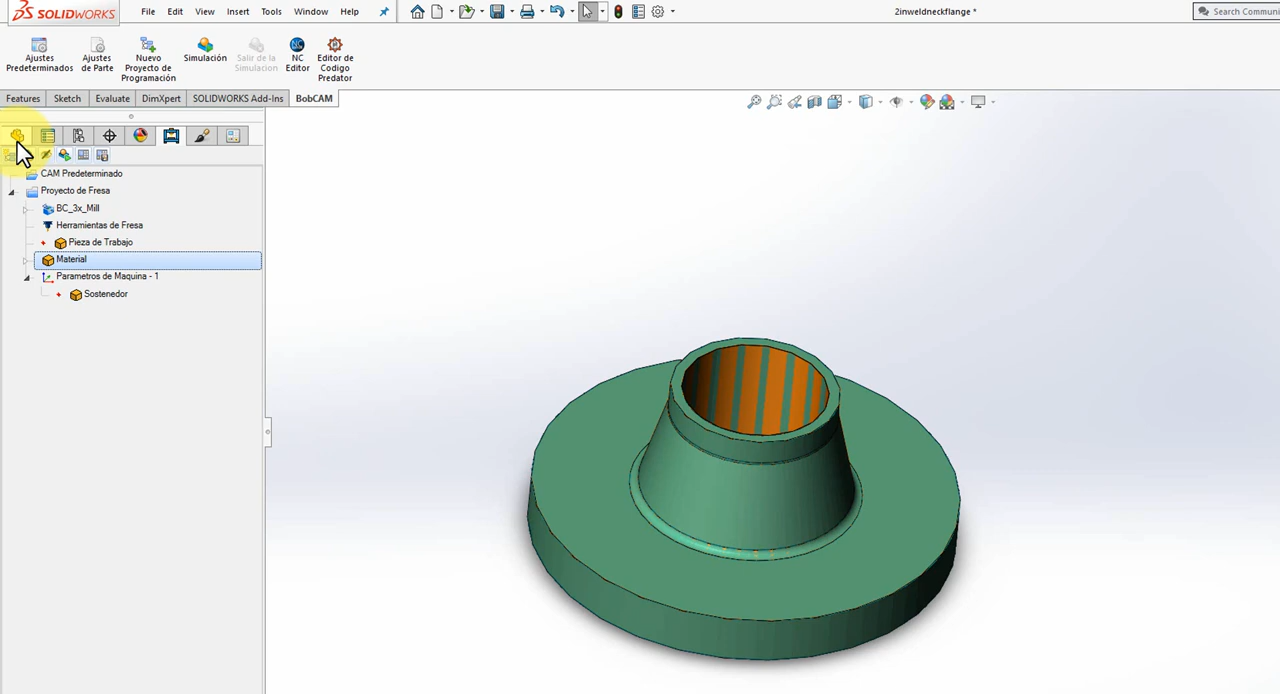 SOLIDWORKS
File Edit View Insert Tools Window Help
2inweldneckflange *
Search Commun
Ajustes Predeterminados
Ajustes de Parte
Nuevo Proyecto de Programación
Simulación
Salir de la Simulacion
NC Editor
Editor de Codigo Predator
Features Sketch Evaluate DimXpert SOLIDWORKS Add-Ins BobCAM
CAM Predeterminado
Proyecto de Fresa
BC_3x_Mill
Herramientas de Fresa
Pieza de Trabajo
Material
Parametros de Maquina - 1
Sostenedor